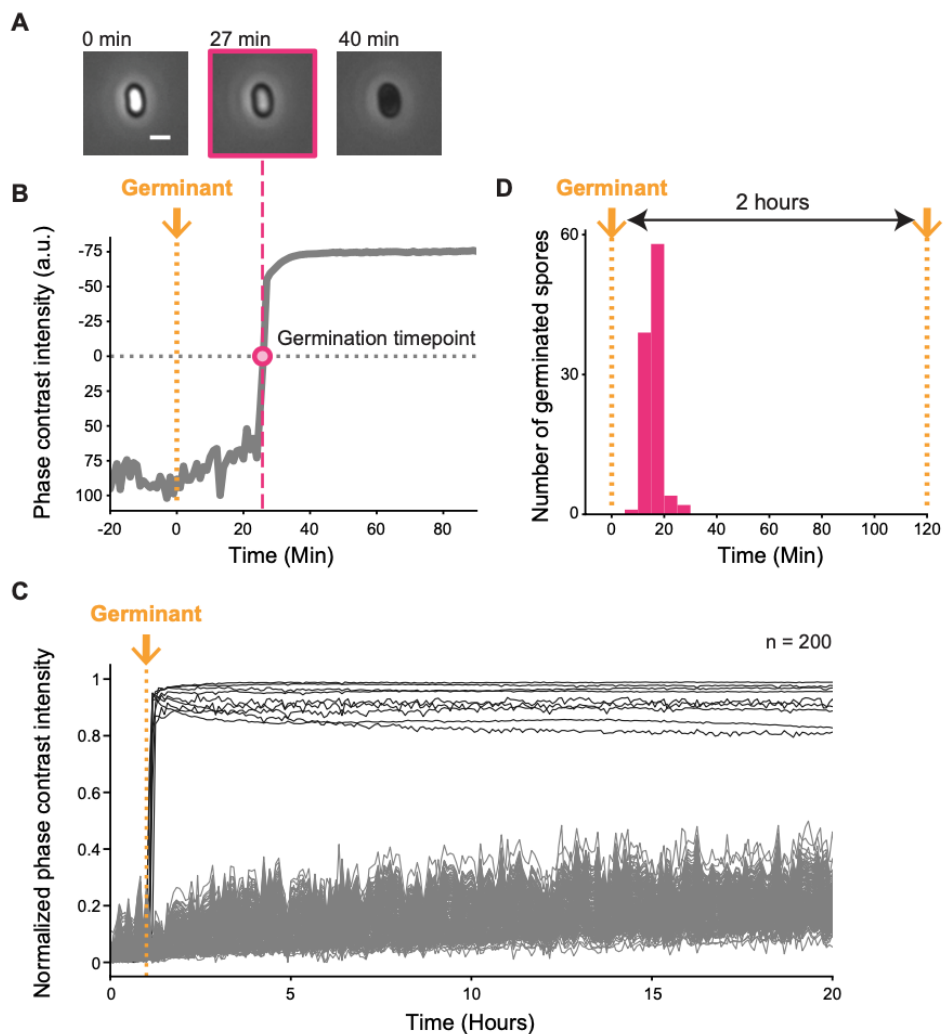 A
0 min
27 min
40 min
B
Germinant
Phase contrast intensity (a.u.)
-75
-50
-25
0
25
50
75
100
Germination timepoint
-20
0
20
40
60
80
Time (Min)
D
Germinant
2 hours
Number of germinated spores
60
30
0
0
20
40
60
80
100
120
Time (Min)
C
Germinant
n = 200
Normalized phase contrast intensity
1
0.8
0.6
0.4
0.2
0
0
5
10
15
20
Time (Hours)